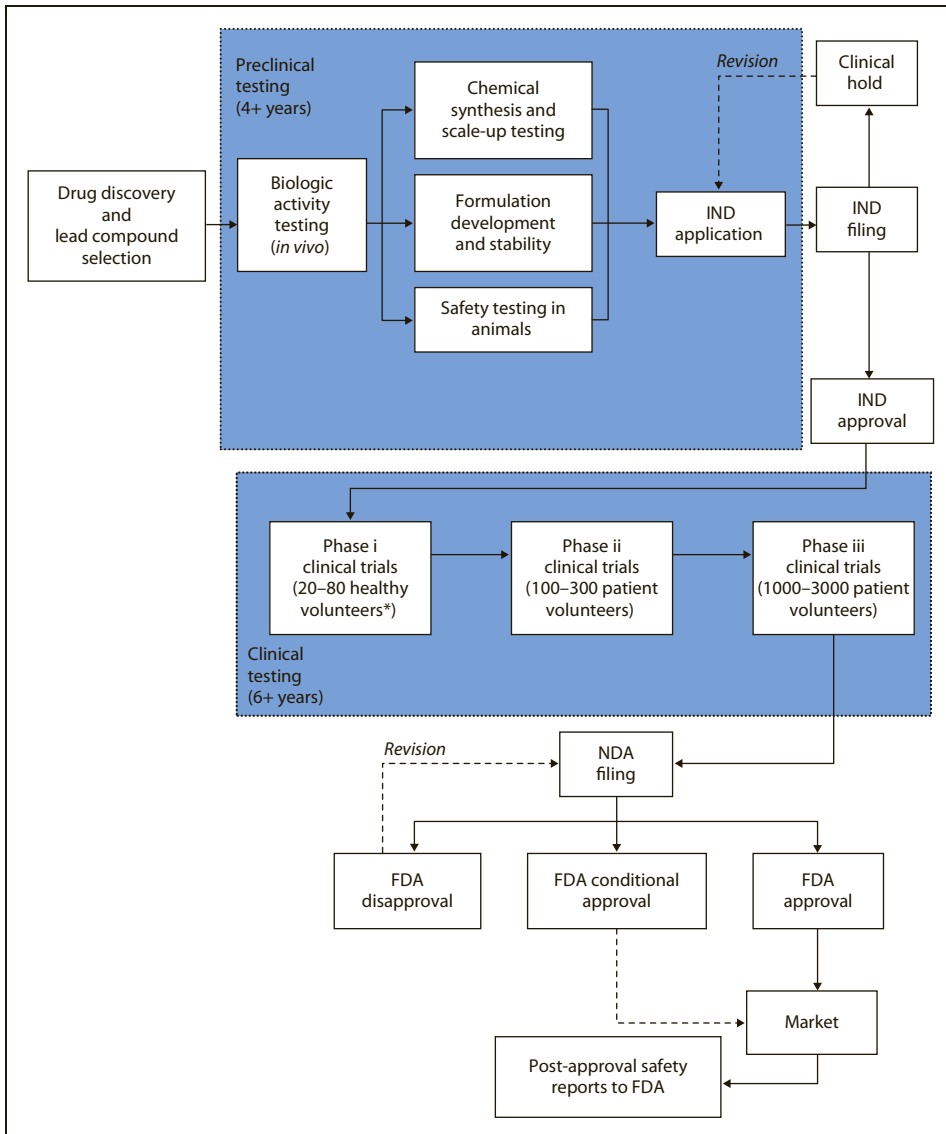 Preclinical
testing
(4+ years)
Revision
Clinical
hold
Chemical
synthesis and
scale-up testing
Drug discovery
and
lead compound
selection
Biologic
activity
testing
(in vivo)
Formulation
development
and stability
IND
application
IND
filing
Safety testing in
animals
IND
approval
Phase i
clinical trials
(20–80 healthy
volunteers*)
Phase ii
clinical trials
(100–300 patient
volunteers)
Phase iii
clinical trials
(1000–3000 patient
volunteers)
Clinical
testing
(6+ years)
Revision
NDA
filing
FDA
disapproval
FDA conditional
approval
FDA
approval
Market
Post-approval safety
reports to FDA